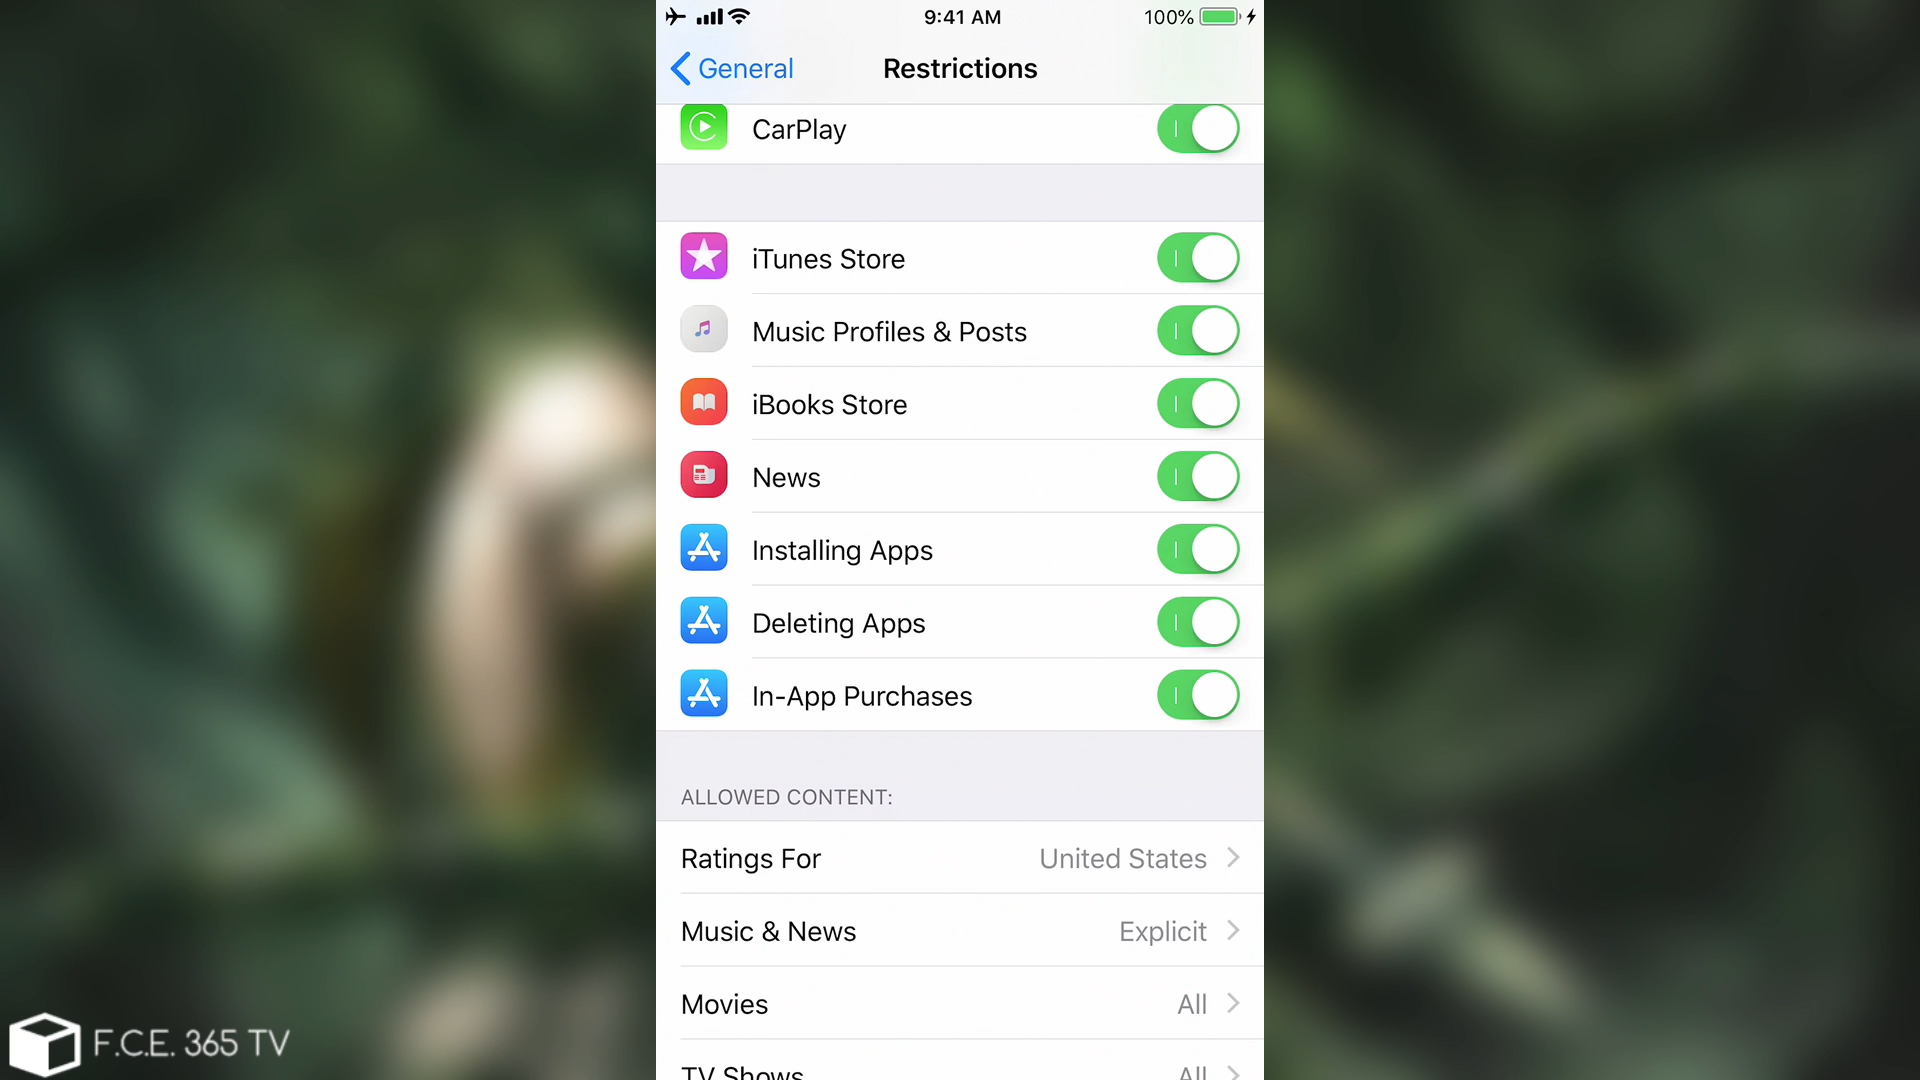 9:41 AM
100%
General
Restrictions
CarPlay
iTunes Store
Music Profiles & Posts
iBooks Store
News
Installing Apps
Deleting Apps
In-App Purchases
ALLOWED CONTENT:
Ratings For United States
Music & News Explicit
Movies All
TV Shows All
F.C.E. 365 TV